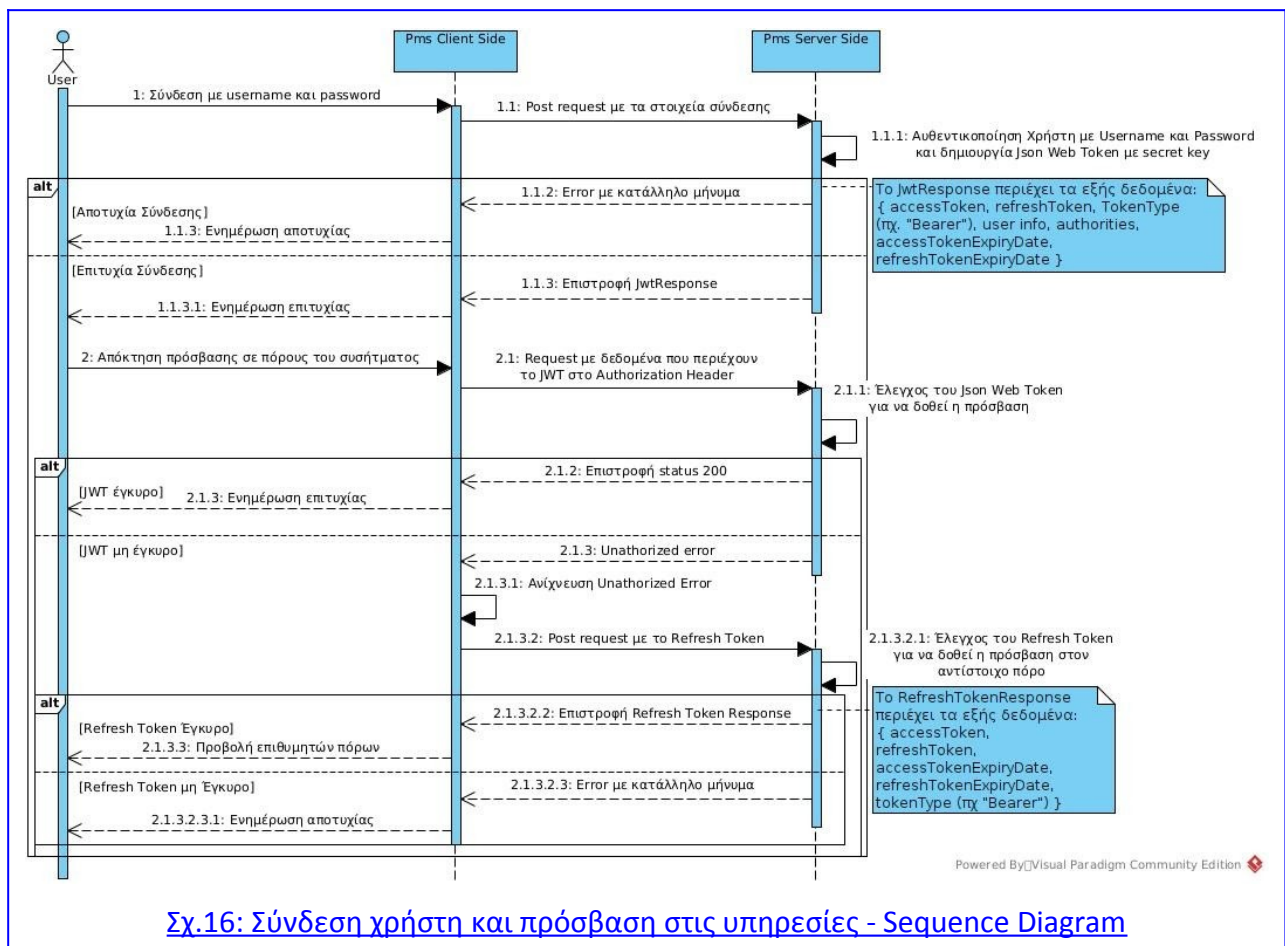 User
Pms Client Side
Pms Server Side
1: Σύνδεση με username και password
1.1: Post request με τα στοιχεία σύνδεσης
1.1.1: Αυθεντικοποίηση Χρήστη με Username και Password
και δημιουργία Json Web Token με secret key
alt
1.1.2: Error με κατάλληλο μήνυμα
Το JwtResponse περιέχει τα εξής δεδομένα:
{ accessToken, refreshToken, TokenType
(πχ. "Bearer"), user info, authorities,
accessTokenExpiryDate,
refreshTokenExpiryDate }
[Αποτυχία Σύνδεσης]
1.1.3: Ενημέρωση αποτυχίας
[Επιτυχία Σύνδεσης]
1.1.3: Επιστροφή JwtResponse
1.1.3.1: Ενημέρωση επιτυχίας
2: Απόκτηση πρόσβασης σε πόρους του συσήτματος
2.1: Request με δεδομένα που περιέχουν
το JWT στο Authorization Header
2.1.1: Έλεγχος του Json Web Token
για να δοθεί η πρόσβαση
alt
2.1.2: Επιστροφή status 200
[JWT έγκυρο]
2.1.3: Ενημέρωση επιτυχίας
[JWT μη έγκυρο]
2.1.3: Unathorized error
2.1.3.1: Ανίχνευση Unathorized Error
2.1.3.2: Post request με το Refresh Token
2.1.3.2.1: Έλεγχος του Refresh Token
για να δοθεί η πρόσβαση στον
αντίστοιχο πόρο
alt
2.1.3.2.2: Επιστροφή Refresh Token Response
Το RefreshTokenResponse
περιέχει τα εξής δεδομένα:
{ accessToken,
refreshToken,
accessTokenExpiryDate,
refreshTokenExpiryDate,
tokenType (πχ "Bearer") }
[Refresh Token Έγκυρο]
2.1.3.3: Προβολή επιθυμητών πόρων
[Refresh Token μη Έγκυρο]
2.1.3.2.3: Error με κατάλληλο μήνυμα
2.1.3.2.3.1: Ενημέρωση αποτυχίας
Powered By Visual Paradigm Community Edition
Σχ.16: Σύνδεση χρήστη και πρόσβαση στις υπηρεσίες - Sequence Diagram